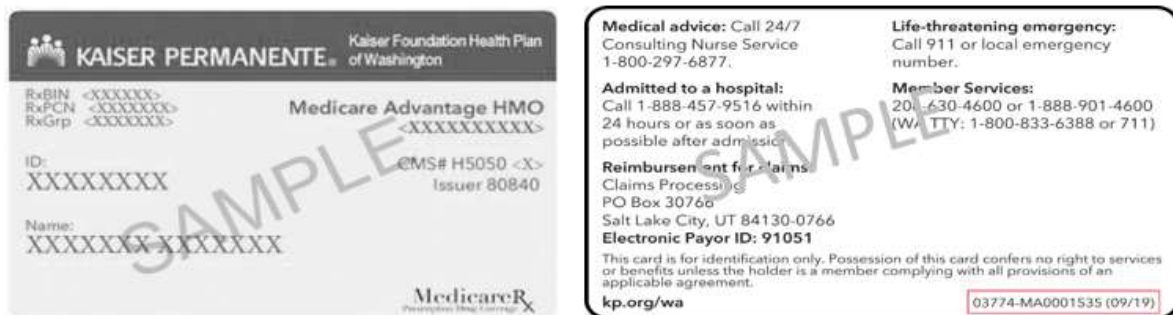 KAISER PERMANENTE®
Kaiser Foundation Health Plan
of Washington
RxBIN <XXXXXX>
RxPCN <XXXXXXX>
RxGrp <XXXXXXX>
Medicare Advantage HMO
<XXXXXXXXXX>
ID:
XXXXXXXX
CMS# H5050 <X>
Issuer 80840
Name:
XXXXXXX XXXXXXX
SAMPLE
MedicareRx
Prescription Drug Coverage
Medical advice: Call 24/7
Consulting Nurse Service
1-800-297-6877.
Life-threatening emergency:
Call 911 or local emergency
number.
Admitted to a hospital:
Call 1-888-457-9516 within
24 hours or as soon as
possible after admission
Member Services:
206-630-4600 or 1-888-901-4600
(WA TTY: 1-800-833-6388 or 711)
Reimbursement for claims
Claims Processing
PO Box 30766
Salt Lake City, UT 84130-0766
Electronic Payor ID: 91051
SAMPLE
This card is for identification only. Possession of this card confers no right to services
or benefits unless the holder is a member complying with all provisions of an
applicable agreement.
kp.org/wa
03774-MA0001535 (09/19)